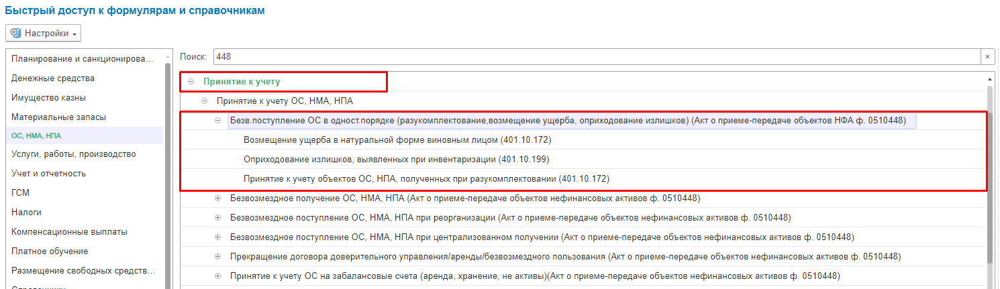 Быстрый доступ к формулярам и справочникам
Настройки
Поиск: 448 ×
Планирование и санкционирова...
Денежные средства
Имущество казны
Материальные запасы
ОС, НМА, НПА
Услуги, работы, производство
Учет и отчетность
ГСМ
Налоги
Компенсационные выплаты
Платное обучение
Размещение свободных средств...
Принятие к учету
Принятие к учету ОС, НМА, НПА
Безв.поступление ОС в одност.порядке (разукомплектование,возмещение ущерба, оприходование излишков) (Акт о приеме-передаче объектов НФА ф. 0510448)
Возмещение ущерба в натуральной форме виновным лицом (401.10.172)
Оприходование излишков, выявленных при инвентаризации (401.10.199)
Принятие к учету объектов ОС, НПА, полученных при разукомплектовании (401.10.172)
Безвозмездное получение ОС, НМА, НПА (Акт о приеме-передаче объектов нефинансовых активов ф. 0510448)
Безвозмездное поступление ОС, НМА, НПА при реорганизации (Акт о приеме-передаче объектов нефинансовых активов ф. 0510448)
Безвозмездное поступление ОС, НМА, НПА при централизованном получении (Акт о приеме-передаче объектов нефинансовых активов ф. 0510448)
Прекращение договора доверительного управления/аренды/безвозмездного пользования (Акт о приеме-передаче объектов нефинансовых активов ф. 0510448)
Принятие к учету ОС на забалансовые счета (аренда, хранение, не активы)(Акт о приеме-передаче объектов нефинансовых активов ф. 0510448)